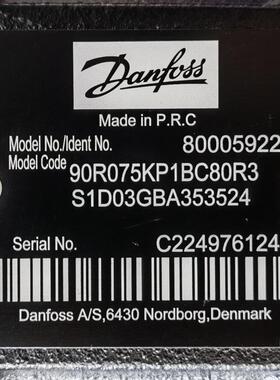 Danfoss
Made in P.R.C
Model No./Ident No. 80005922
Model Code 90R075KP1BC80R3
S1D03GBA353524
Serial No. C224976124
Danfoss A/S,6430 Nordborg,Denmark